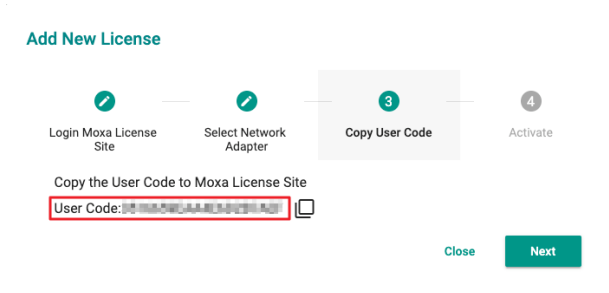 Add New License
3
4
Login Moxa License
Site
Select Network
Adapter
Copy User Code
Activate
Copy the User Code to Moxa License Site
User Code:
Close
Next